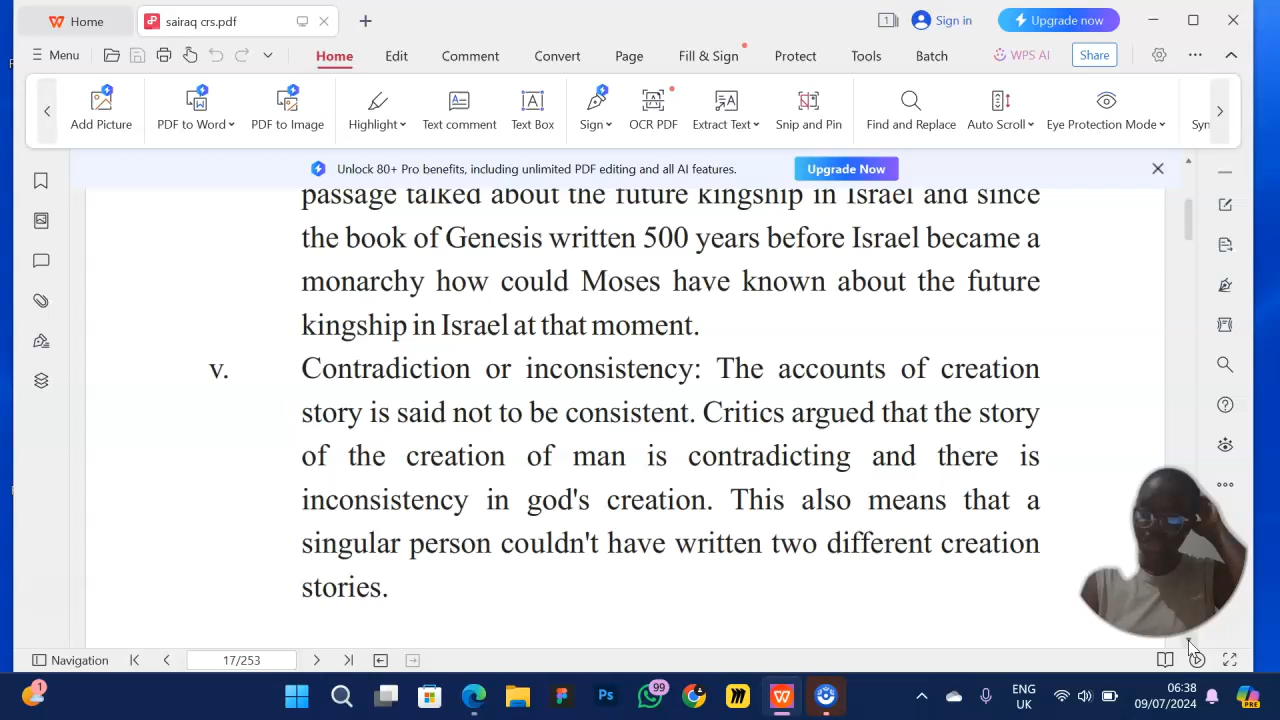 Home
sairaq crs.pdf
1
Sign in
Upgrade now
Menu
Home
Edit
Comment
Convert
Page
Fill & Sign
Protect
Tools
Batch
WPS AI
Share
Add Picture
PDF to Word
PDF to Image
Highlight
Text comment
Text Box
Sign
OCR PDF
Extract Text
Snip and Pin
Find and Replace
Auto Scroll
Eye Protection Mode
Syn
Unlock 80+ Pro benefits, including unlimited PDF editing and all AI features.
Upgrade Now
passage talked about the future kingship in Israel and since
the book of Genesis written 500 years before Israel became a
monarchy how could Moses have known about the future
kingship in Israel at that moment.
v. Contradiction or inconsistency: The accounts of creation
story is said not to be consistent. Critics argued that the story
of the creation of man is contradicting and there is
inconsistency in god's creation. This also means that a
singular person couldn't have written two different creation
stories.
Navigation
17/253
1
Ps
99
ENG
UK
06:38
09/07/2024
PRE